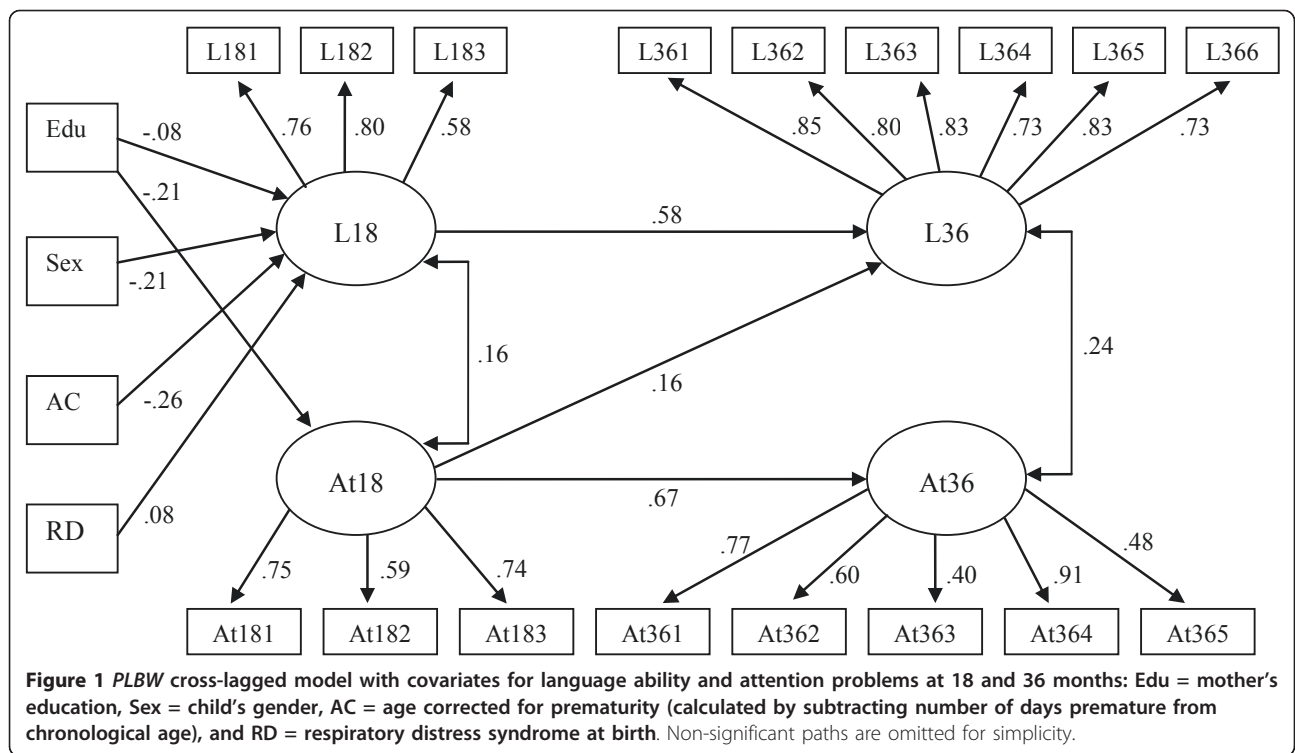 L181 L182 L183 L361 L362 L363 L364 L365 L366
Edu -.08 .76 .80 .58 .85 .80 .83 .73 .83 .73
-.21
L18 .58 L36
Sex
-.21
.16 .24
AC -.26 .16
At18 .67 At36
RD .08
.75 .59 .74 .77 .60 .40 .91 .48
At181 At182 At183 At361 At362 At363 At364 At365
Figure 1 PLBW cross-lagged model with covariates for language ability and attention problems at 18 and 36 months: Edu = mother's
education, Sex = child's gender, AC = age corrected for prematurity (calculated by subtracting number of days premature from
chronological age), and RD = respiratory distress syndrome at birth. Non-significant paths are omitted for simplicity.